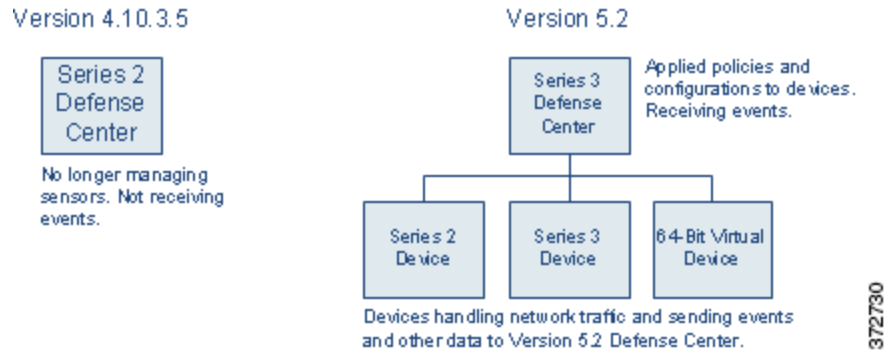 Version 4.10.3.5
Series 2
Defense
Center
No longer managing
sensors. Not receiving
events.
Version 5.2
Series 3
Defense
Center
Applied policies and
configurations to devices.
Receiving events.
Series 2
Device
Series 3
Device
64-Bit Virtual
Device
Devices handling network traffic and sending events
and other data to Version 5.2 Defense Center.
372730